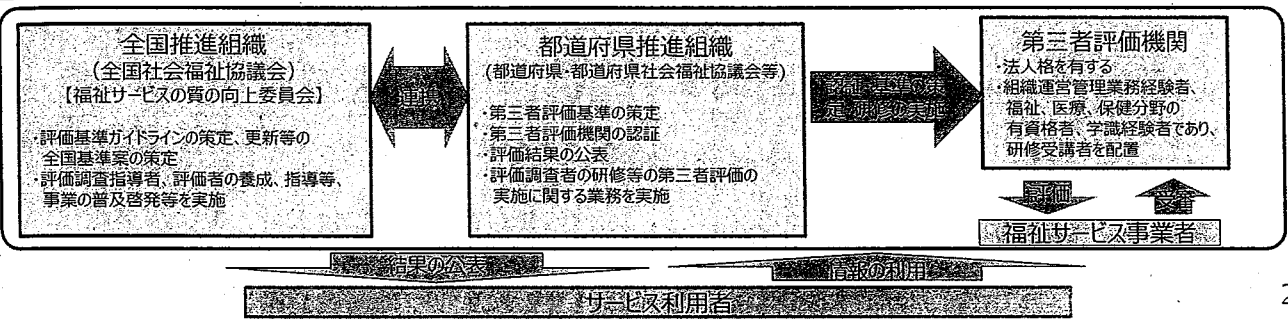 全国推進組織
(全国社会福祉協議会)
【福祉サービスの質の向上委員会】
・評価基準ガイドラインの策定、更新等の
全国基準案の策定
・評価調査指導者、評価者の養成、指導等、
事業の普及啓発等を実施
連携
都道府県推進組織
(都道府県・都道府県社会福祉協議会等)
・第三者評価基準の策定
・第三者評価機関の認証
・評価結果の公表
・評価調査者の研修等の第三者評価の
実施に関する業務を実施
定・研修の実施
第三者評価機関
・法人格を有する
・組織運営管理業務経験者、
福祉、医療、保健分野の
有資格者、学識経験者であり、
研修受講者を配置
評価
受審
福祉サービス事業者
結果の公表
情報の利用
サービス利用者
2